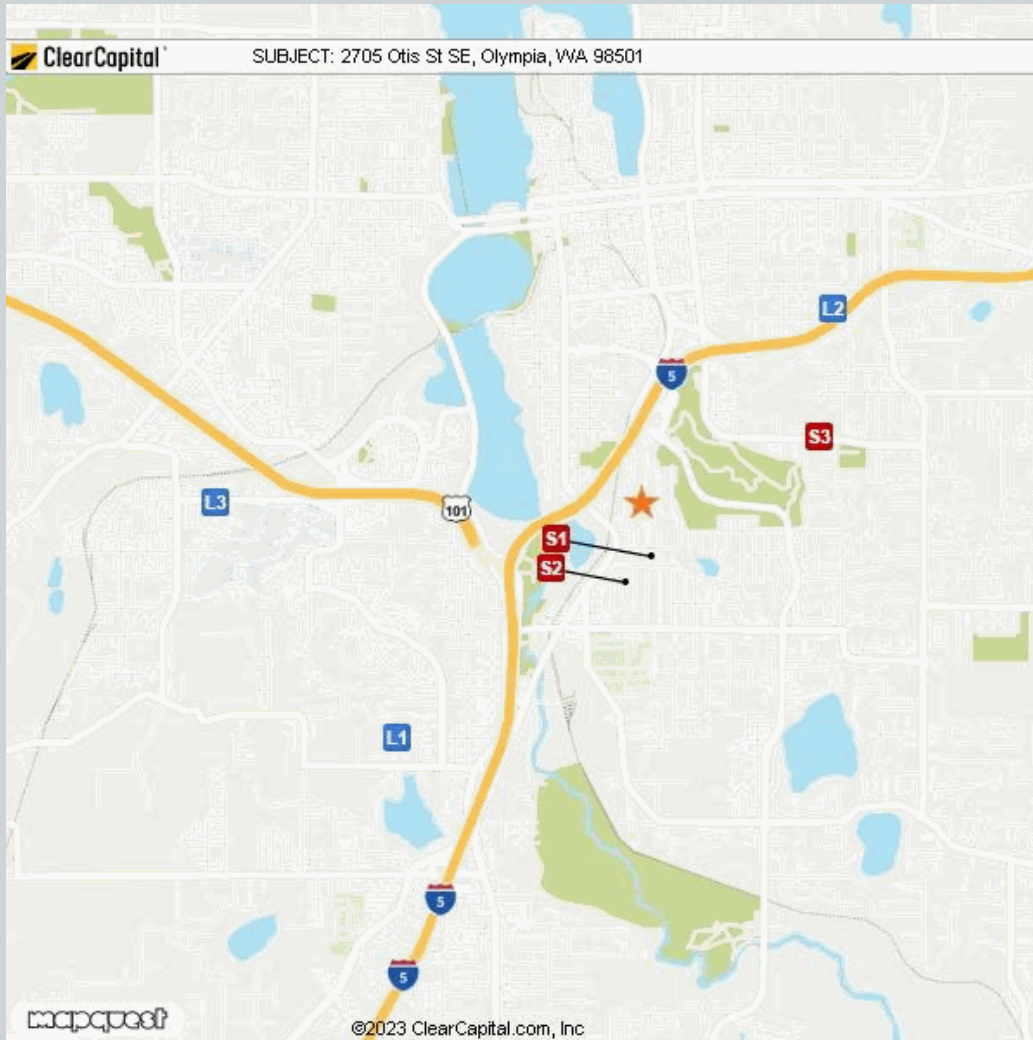 ClearCapital
SUBJECT: 2705 Otis St SE, Olympia, WA 98501
L2
5
S3
L3
101
S1
S2
L1
5
5
mapquest
©2023 ClearCapital.com, Inc